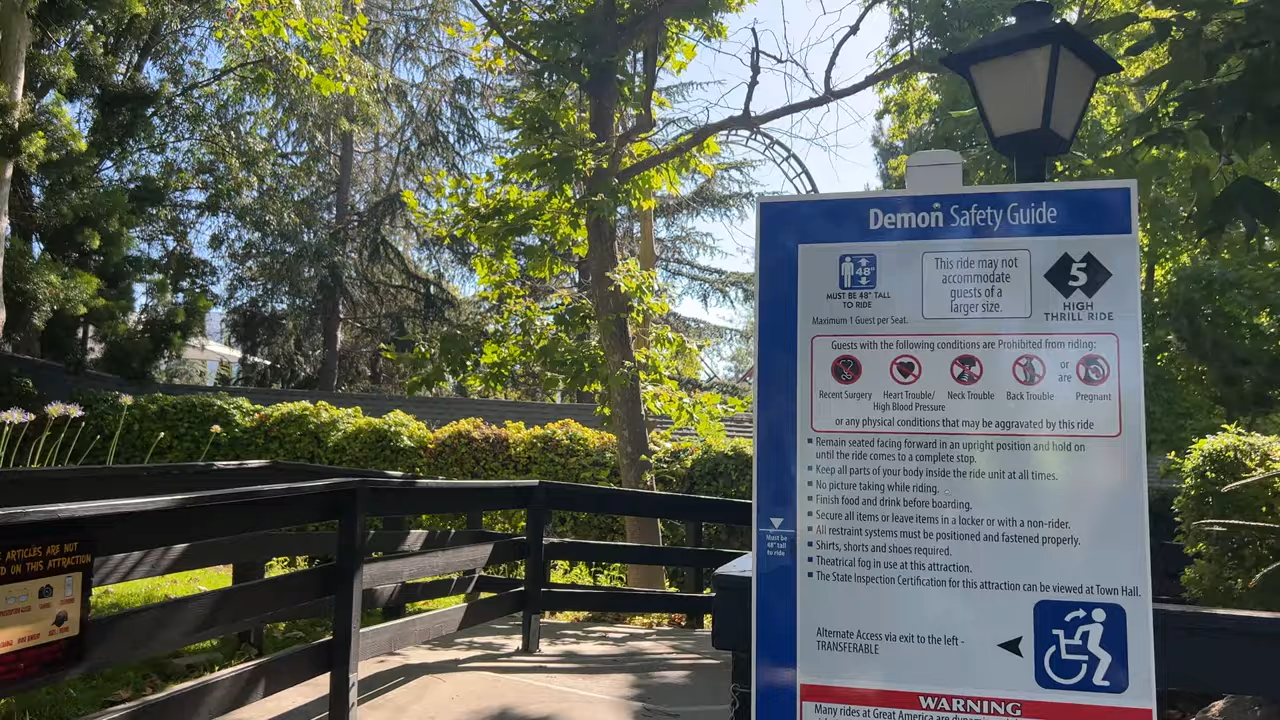 Demon Safety Guide
48"
MUST BE 48" TALL
TO RIDE
This ride may not
accommodate
guests of a
larger size.
5
HIGH
THRILL RIDE
Maximum 1 Guest per Seat.
Guests with the following conditions are Prohibited from riding:
Recent Surgery
Heart Trouble/
High Blood Pressure
Neck Trouble
Back Trouble
or
are
Pregnant
or any physical conditions that may be aggravated by this ride
Remain seated facing forward in an upright position and hold on
until the ride comes to a complete stop.
Keep all parts of your body inside the ride unit at all times.
No picture taking while riding.
Finish food and drink before boarding.
Secure all items or leave items in a locker or with a non-rider.
All restraint systems must be positioned and fastened properly.
Shirts, shorts and shoes required.
Theatrical fog in use at this attraction.
The State Inspection Certification for this attraction can be viewed at Town Hall.
Must be
48" tall
to ride
Alternate Access via exit to the left -
TRANSFERABLE
WARNING
Many rides at Great America are
ARTICLES ARE NOT
ON THIS ATTRACTION